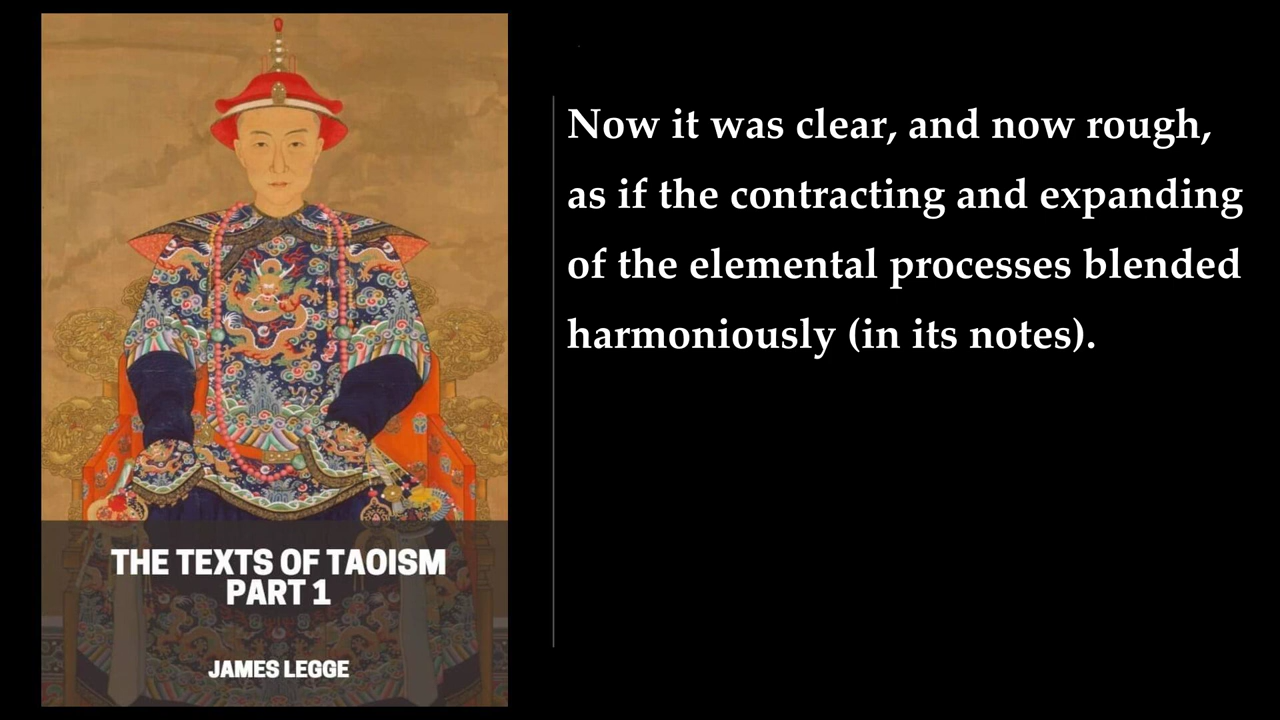 THE TEXTS OF TAOISM
PART 1
JAMES LEGGE
Now it was clear, and now rough,
as if the contracting and expanding
of the elemental processes blended
harmoniously (in its notes).